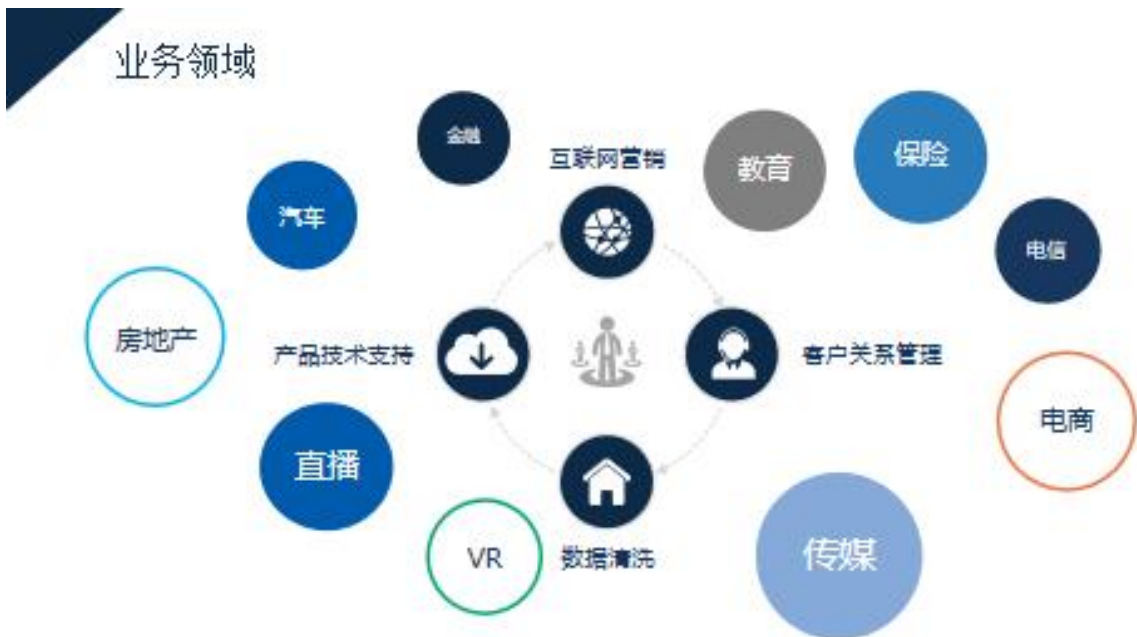 业务领域
金融
互联网营销
教育
保险
汽车
电信
房地产
产品技术支持
客户关系管理
电商
直播
VR
数据清洗
传媒